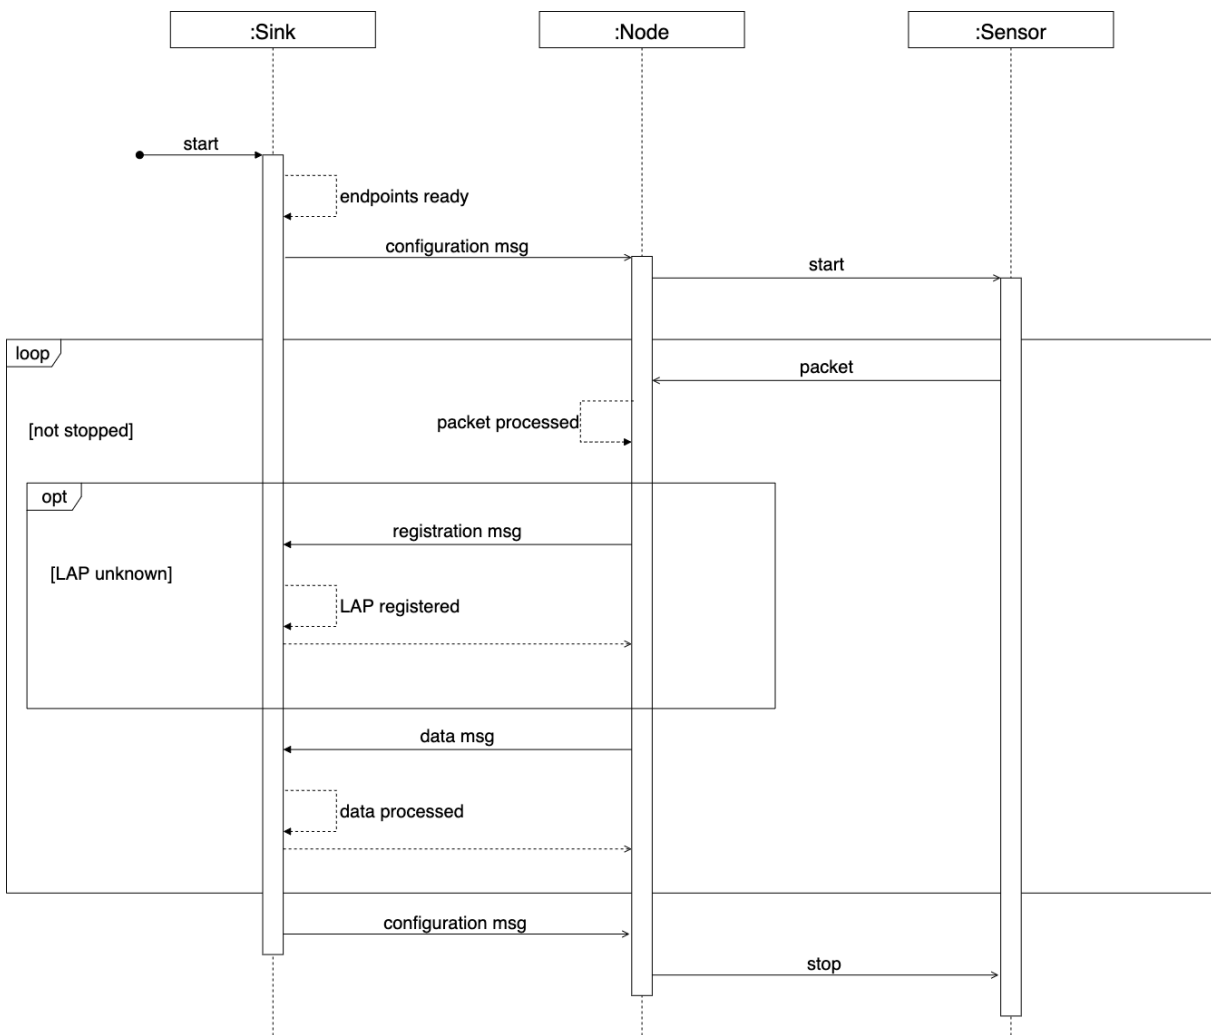 :Sink
:Node
:Sensor
start
endpoints ready
configuration msg
start
loop
packet
[not stopped]
packet processed
opt
registration msg
[LAP unknown]
LAP registered
data msg
data processed
configuration msg
stop